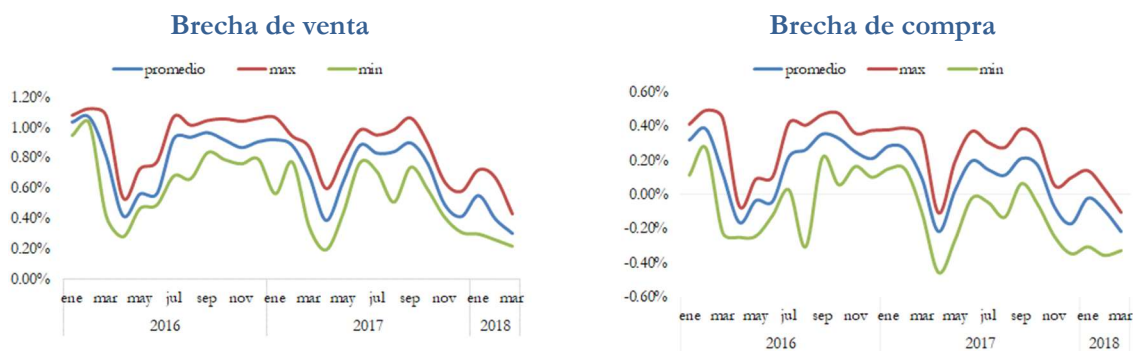 Brecha de venta
promedio max min
1.20%
1.00%
0.80%
0.60%
0.40%
0.20%
0.00%
ene mar may jul sep nov ene mar may jul sep nov ene mar
2016 2017 2018
Brecha de compra
promedio max min
0.60%
0.40%
0.20%
0.00%
-0.20%
-0.40%
-0.60%
ene mar may jul sep nov ene mar may jul sep nov ene mar
2016 2017 2018